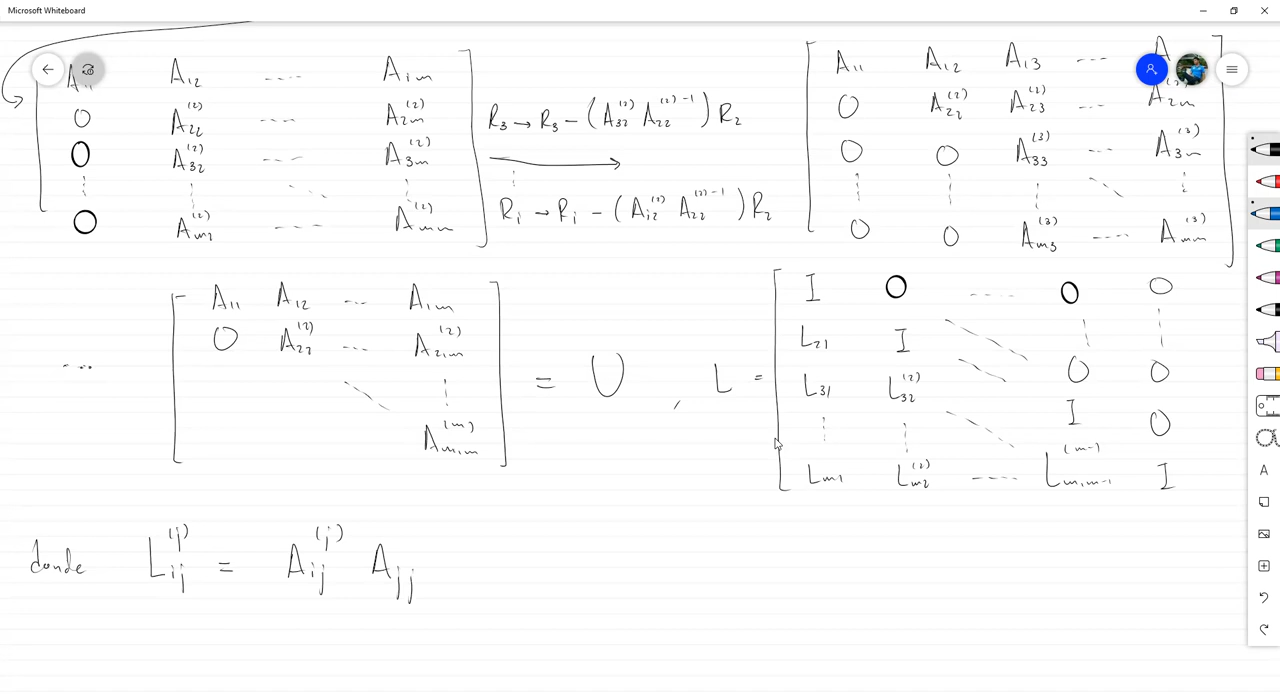 Microsoft Whiteboard
A₁₂ ---- A₁ₘ
0 A₂₂⁽²⁾ ---- A₂ₘ⁽²⁾
0 A₃₂⁽²⁾ ---- A₃ₘ⁽²⁾
0 Aₘ₂⁽²⁾ ---- Aₘₘ⁽²⁾
R₃ → R₃ - (A₃₂⁽²⁾ A₂₂⁽²⁾⁻¹) R₂
Rᵢ → Rᵢ - (Aᵢ₂⁽²⁾ A₂₂⁽²⁾⁻¹) R₂
A₁₁ A₁₂ A₁₃ --- A
0 A₂₂⁽²⁾ A₂₃⁽²⁾ -- A₂ₘ⁽²⁾
0 0 A₃₃⁽³⁾ -- A₃ₘ⁽³⁾
0 0 Aₘ₃⁽³⁾ ---- Aₘₘ⁽³⁾
--- A₁₁ A₁₂ -- A₁ₘ
0 A₂₂⁽²⁾ --- A₂,ₘ⁽²⁾
Aₘ,ₘ⁽ᵐ⁾
= U , L =
I 0 ---- 0 0
L₂₁ I
L₃₁ L₃₂⁽²⁾ 0 0
I 0
Lₘ₁ Lₘ₂⁽²⁾ ---- Lₘ,ₘ₋₁⁽ᵐ⁻¹⁾ I
donde Lᵢⱼ⁽ʲ⁾ = Aᵢⱼ⁽ʲ⁾ Aⱼⱼ
A